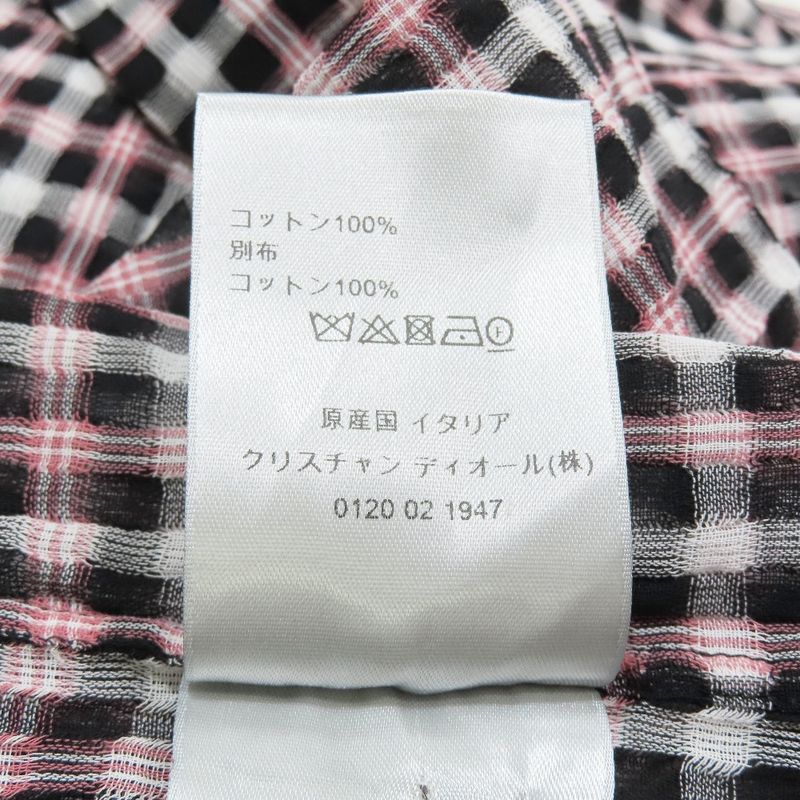 コットン100%
別布
コットン100%
原産国 イタリア
クリスチャン ディオール(株)
0120 02 1947